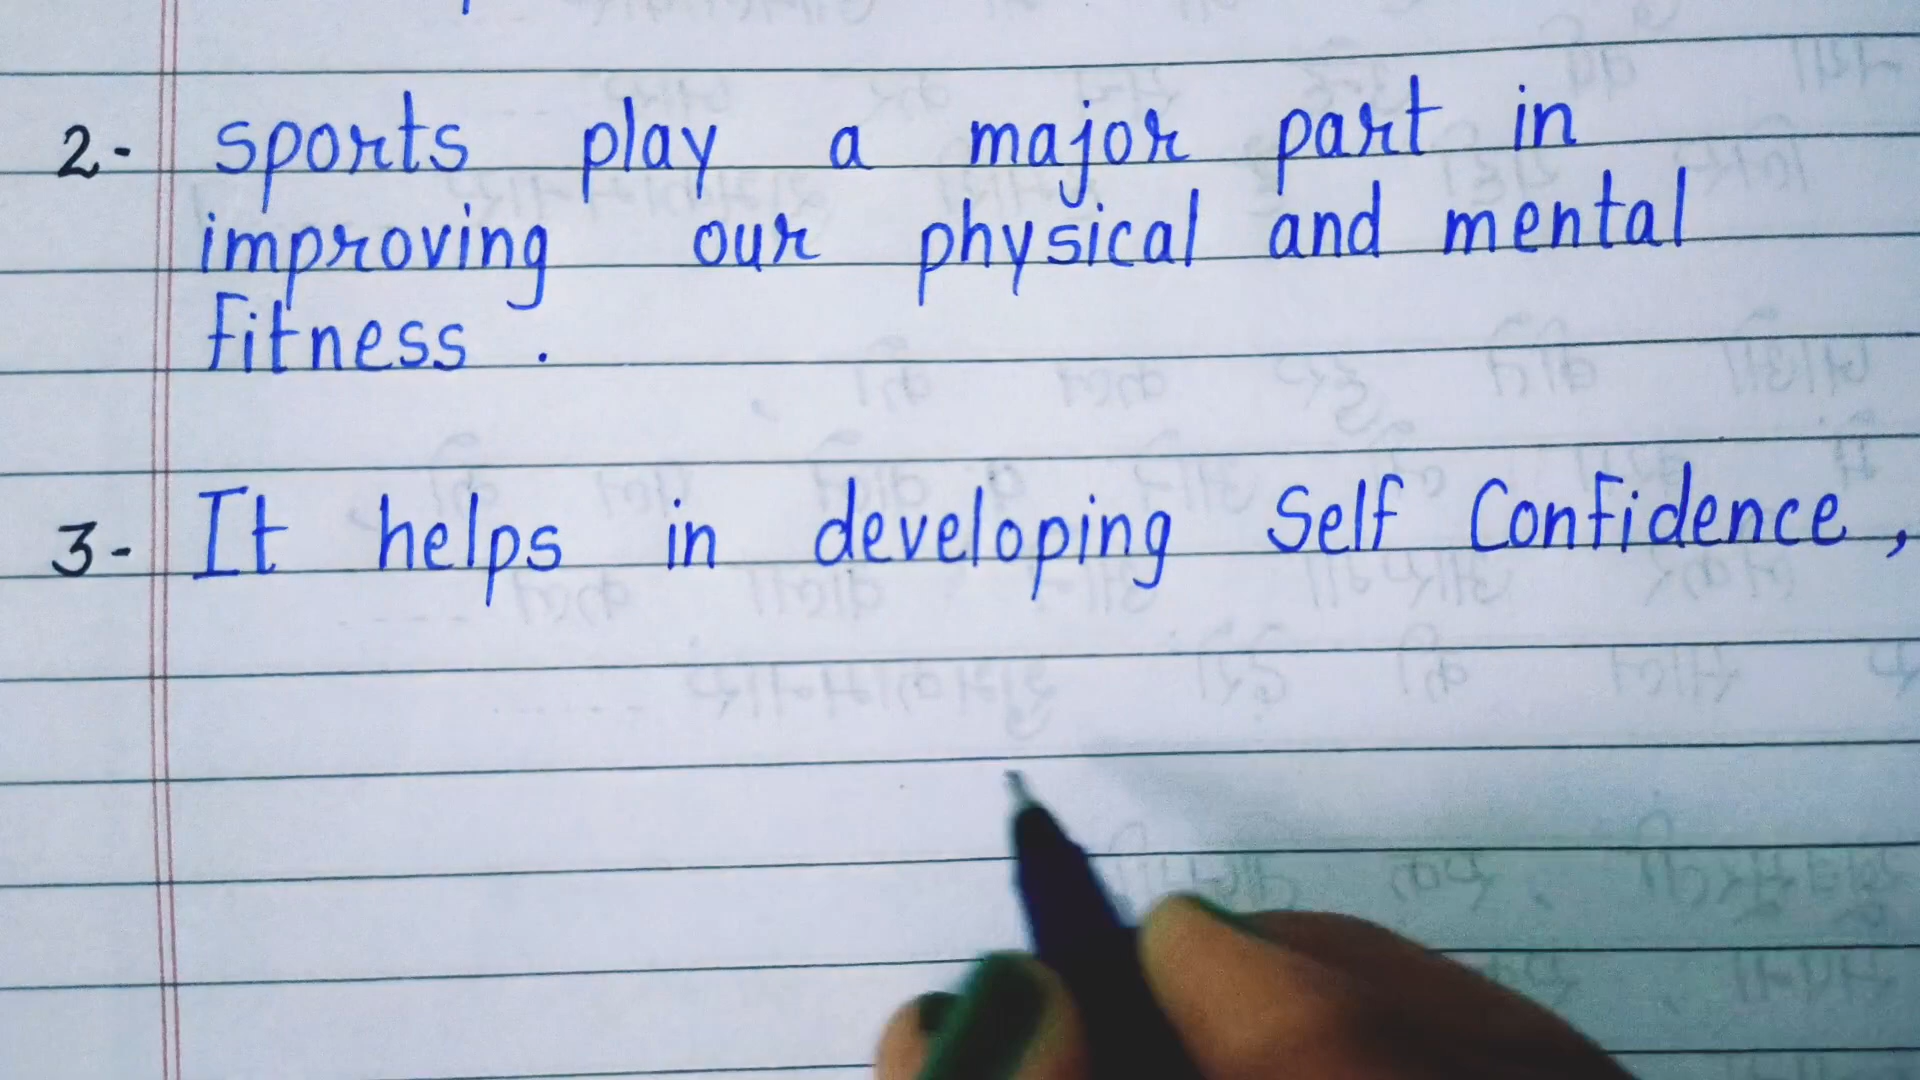 2- sports play a major part in
improving our physical and mental
fitness .
3- It helps in developing Self Confidence,